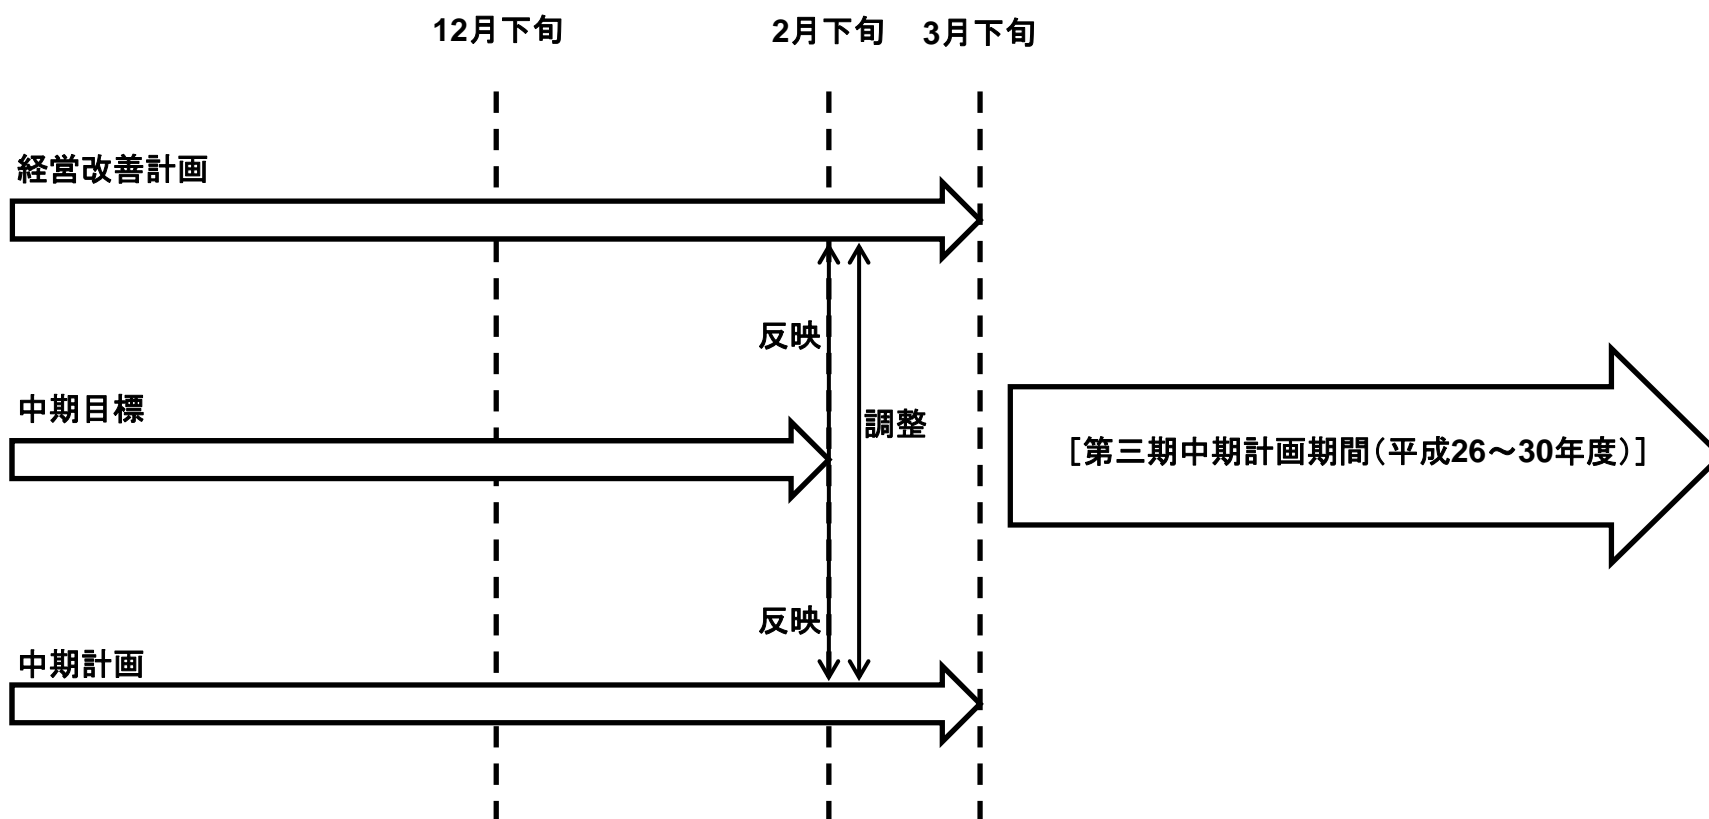 12月下旬
2月下旬
3月下旬
経営改善計画
反映
中期目標
調整
[第三期中期計画期間(平成26～30年度)]
反映
中期計画